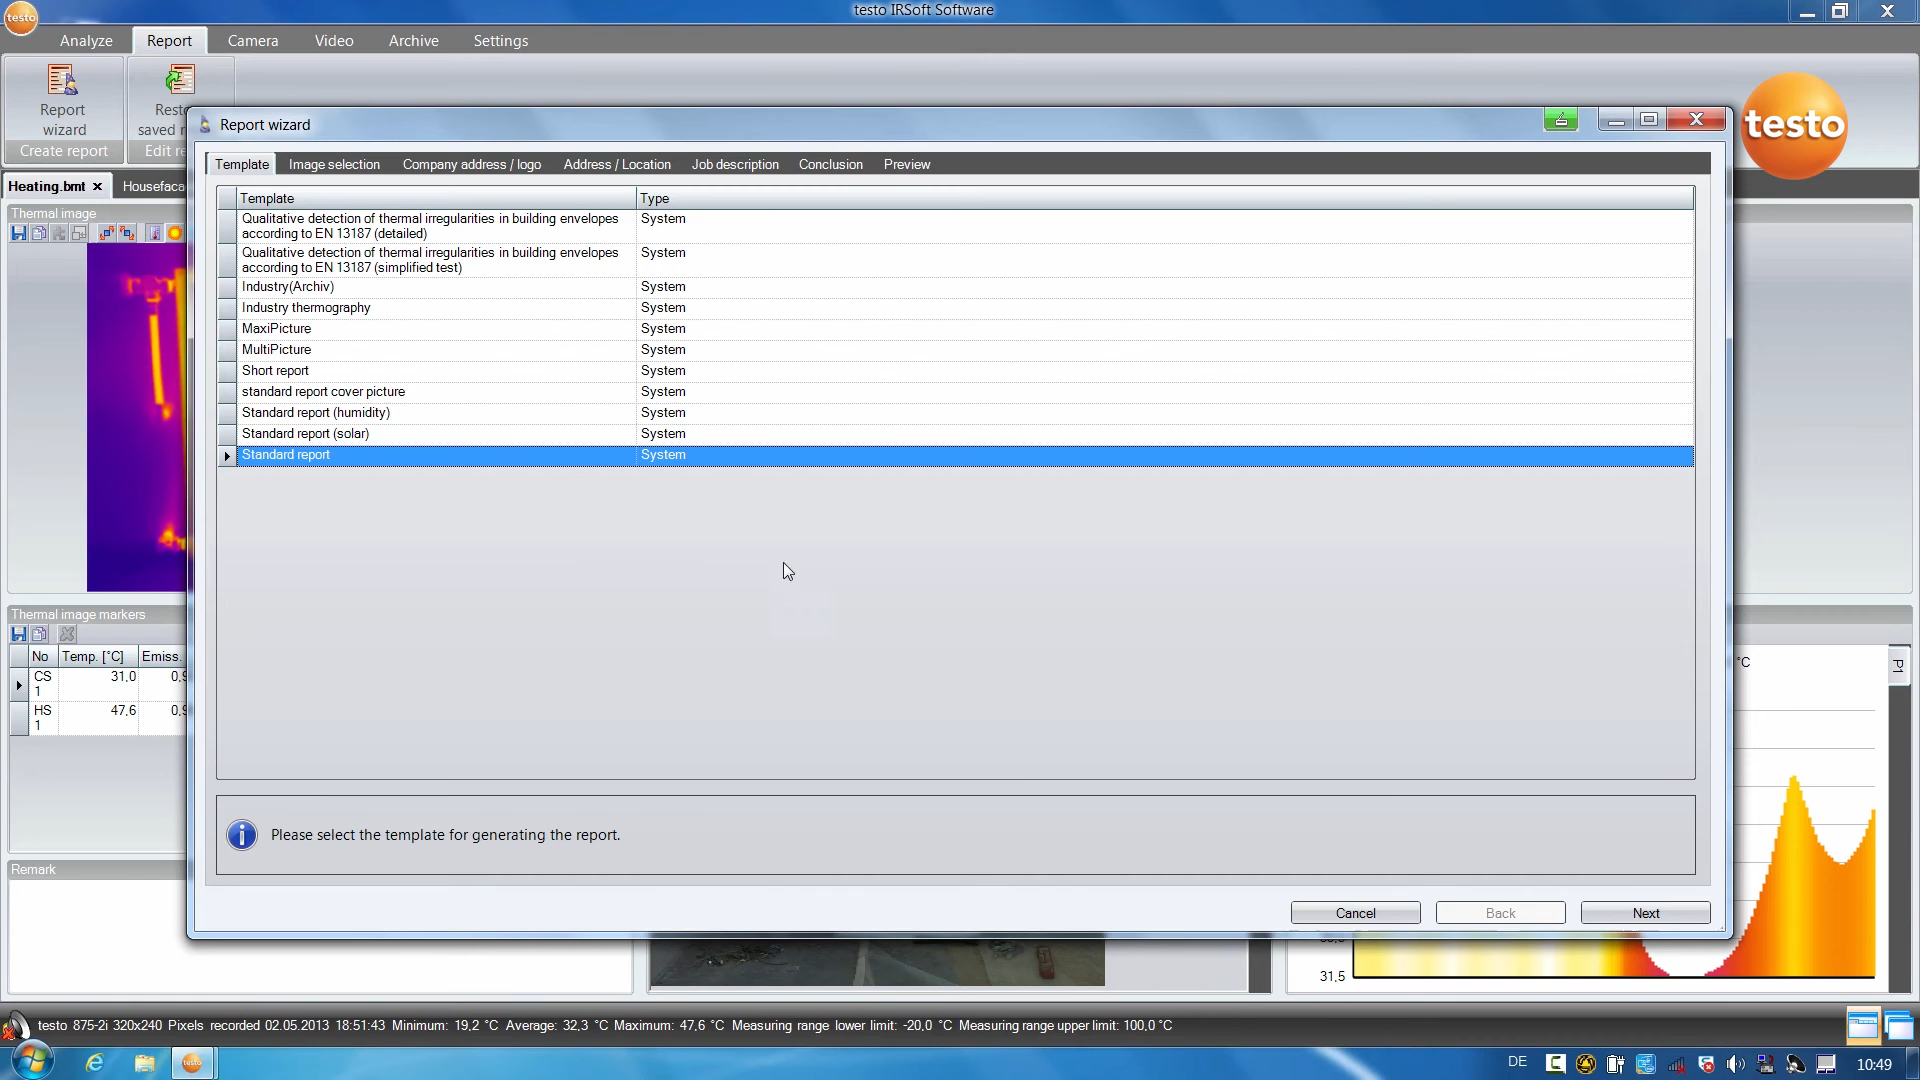 testo
testo IRSoft Software
Analyze
Report
Camera
Video
Archive
Settings
Report
wizard
Create report
saved
testo
Report wizard
Template
Image selection
Company address / logo
Address / Location
Job description
Conclusion
Preview
Heating.bmt
Thermal image
Template
Type
Qualitative detection of thermal irregularities in building envelopes
according to EN 13187 (detailed)
System
Qualitative detection of thermal irregularities in building envelopes
according to EN 13187 (simplified test)
System
Industry(Archiv)
System
Industry thermography
System
MaxiPicture
System
MultiPicture
System
Short report
System
standard report cover picture
System
Standard report (humidity)
System
Standard report (solar)
System
Standard report
System
Thermal image markers
No
Temp. [°C]
Emiss.
CS
1
31,0
HS
1
47,6
Remark
°C
P1
31,5
Please select the template for generating the report.
Cancel
Back
Next
testo 875-2i 320x240 Pixels recorded 02.05.2013 18:51:43 Minimum: 19,2 °C Average: 32,3 °C Maximum: 47,6 °C Measuring range lower limit: -20,0 °C Measuring range upper limit: 100,0 °C
testo
DE
10:49